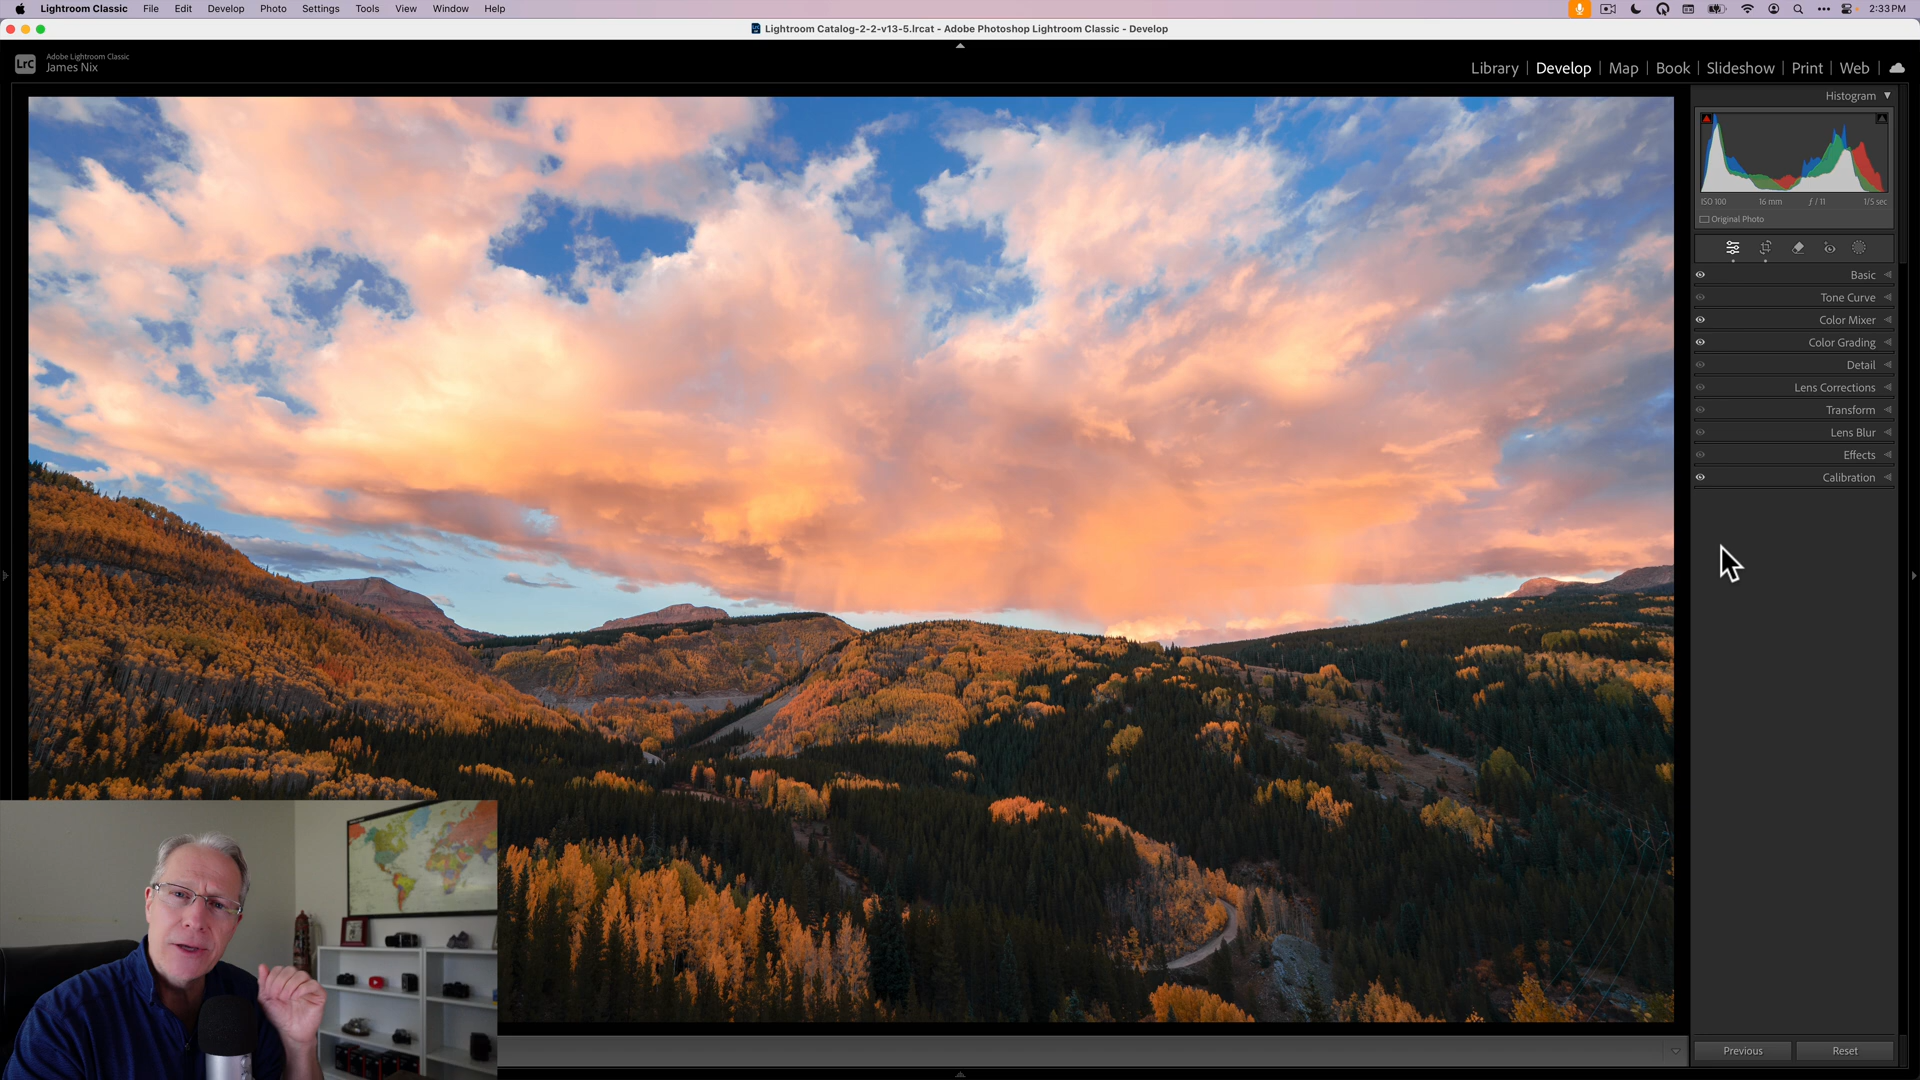 Lightroom Classic File Edit Develop Photo Settings Tools View Window Help 2:33PM
Lightroom Catalog-2-2-v13-5.lrcat - Adobe Photoshop Lightroom Classic - Develop
LrC
Adobe Lightroom Classic
James Nix
Library | Develop | Map | Book | Slideshow | Print | Web |
Histogram
ISO 100 16 mm ƒ / 11 1/5 sec
Original Photo
Basic
Tone Curve
Color Mixer
Color Grading
Detail
Lens Corrections
Transform
Lens Blur
Effects
Calibration
Previous Reset